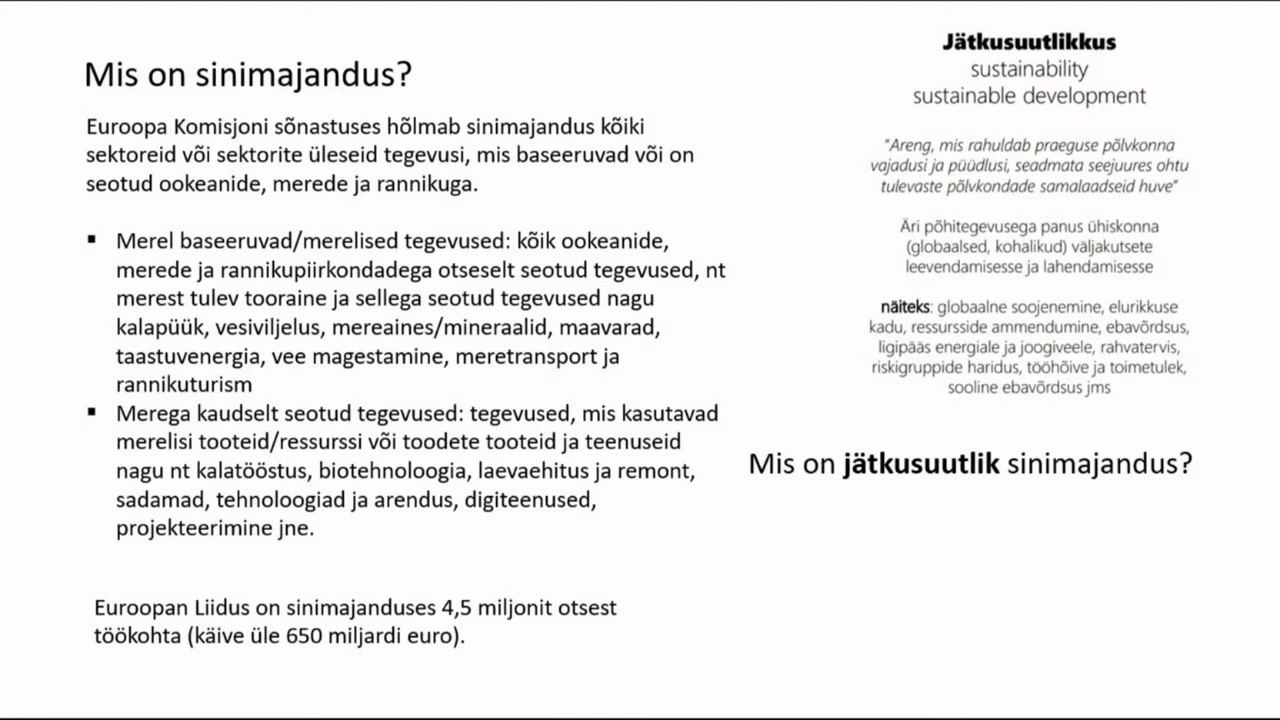 Mis on sinimajandus?
Euroopa Komisjoni sõnastuses hõlmab sinimajandus kõiki
sektoreid või sektorite üleseid tegevusi, mis baseeruvad või on
seotud ookeanide, merede ja rannikuga.
▪ Merel baseeruvad/merelised tegevused: kõik ookeanide,
merede ja rannikupiirkondadega otseselt seotud tegevused, nt
merest tulev tooraine ja sellega seotud tegevused nagu
kalapüük, vesiviljelus, mereaines/mineraalid, maavarad,
taastuvenergia, vee magestamine, meretransport ja
rannikuturism
▪ Merega kaudselt seotud tegevused: tegevused, mis kasutavad
merelisi tooteid/ressurssi või toodete tooteid ja teenuseid
nagu nt kalatööstus, biotehnoloogia, laevaehitus ja remont,
sadamad, tehnoloogiad ja arendus, digiteenused,
projekteerimine jne.
Euroopan Liidus on sinimajanduses 4,5 miljonit otsest
töökohta (käive üle 650 miljardi euro).
Jätkusuutlikkus
sustainability
sustainable development
"Areng, mis rahuldab praeguse põlvkonna
vajadusi ja püüdlusi, seadmata seejuures ohtu
tulevaste põlvkondade samalaadseid huve"
Äri põhitegevusega panus ühiskonna
(globaalsed, kohalikud) väljakutsete
leevendamisesse ja lahendamisesse
näiteks: globaalne soojenemine, elurikkuse
kadu, ressursside ammendumine, ebavõrdsus,
ligipääs energiale ja joogiveele, rahvatervis,
riskigruppide haridus, tööhõive ja toimetulek,
sooline ebavõrdsus jms
Mis on jätkusuutlik sinimajandus?